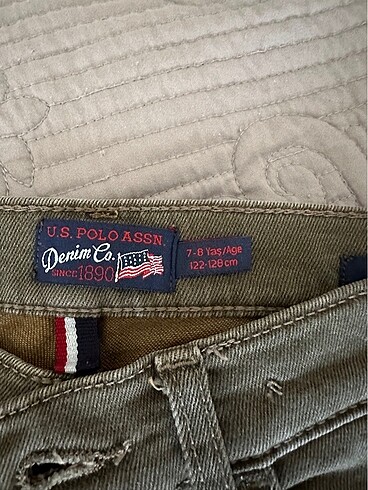 U.S. POLO ASSN.
Denim Co.
SINCE 1890
7-8 Yaş/Age
122-128 cm